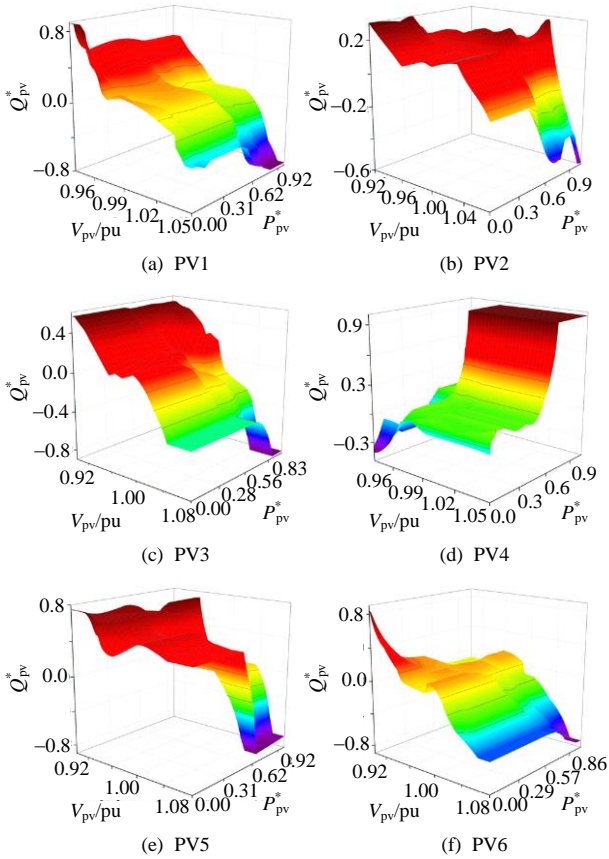 0.8
0.0
−0.8
Q*pv
0.96
0.99
1.02
1.05
Vpv/pu
0.00
0.31
0.62
0.92
P*pv
(a) PV1
0.3
−0.2
−0.6
Q*pv
0.92
0.96
1.00
1.04
Vpv/pu
0.0
0.3
0.6
0.9
P*pv
(b) PV2
0.4
0.0
−0.4
−0.8
Q*pv
0.92
1.00
1.08
Vpv/pu
0.00
0.28
0.56
0.83
P*pv
(c) PV3
0.9
0.3
−0.3
Q*pv
0.96
0.99
1.02
1.05
Vpv/pu
0.0
0.3
0.6
0.9
P*pv
(d) PV4
0.8
0.0
−0.8
Q*pv
0.92
1.00
1.08
Vpv/pu
0.00
0.31
0.62
0.92
P*pv
(e) PV5
0.8
0.0
−0.8
Q*pv
0.92
1.00
1.08
Vpv/pu
0.00
0.29
0.57
0.86
P*pv
(f) PV6